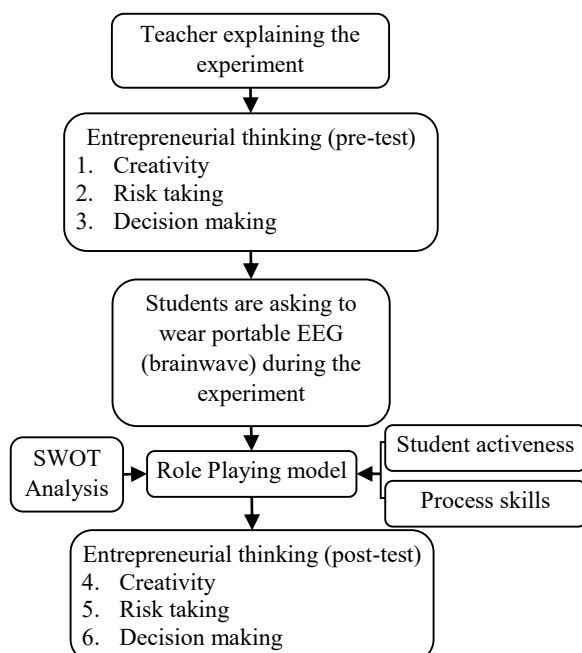 Teacher explaining the
experiment
Entrepreneurial thinking (pre-test)
1. Creativity
2. Risk taking
3. Decision making
Students are asking to
wear portable EEG
(brainwave) during the
experiment
SWOT
Analysis
Role Playing model
Student activeness
Process skills
Entrepreneurial thinking (post-test)
4. Creativity
5. Risk taking
6. Decision making